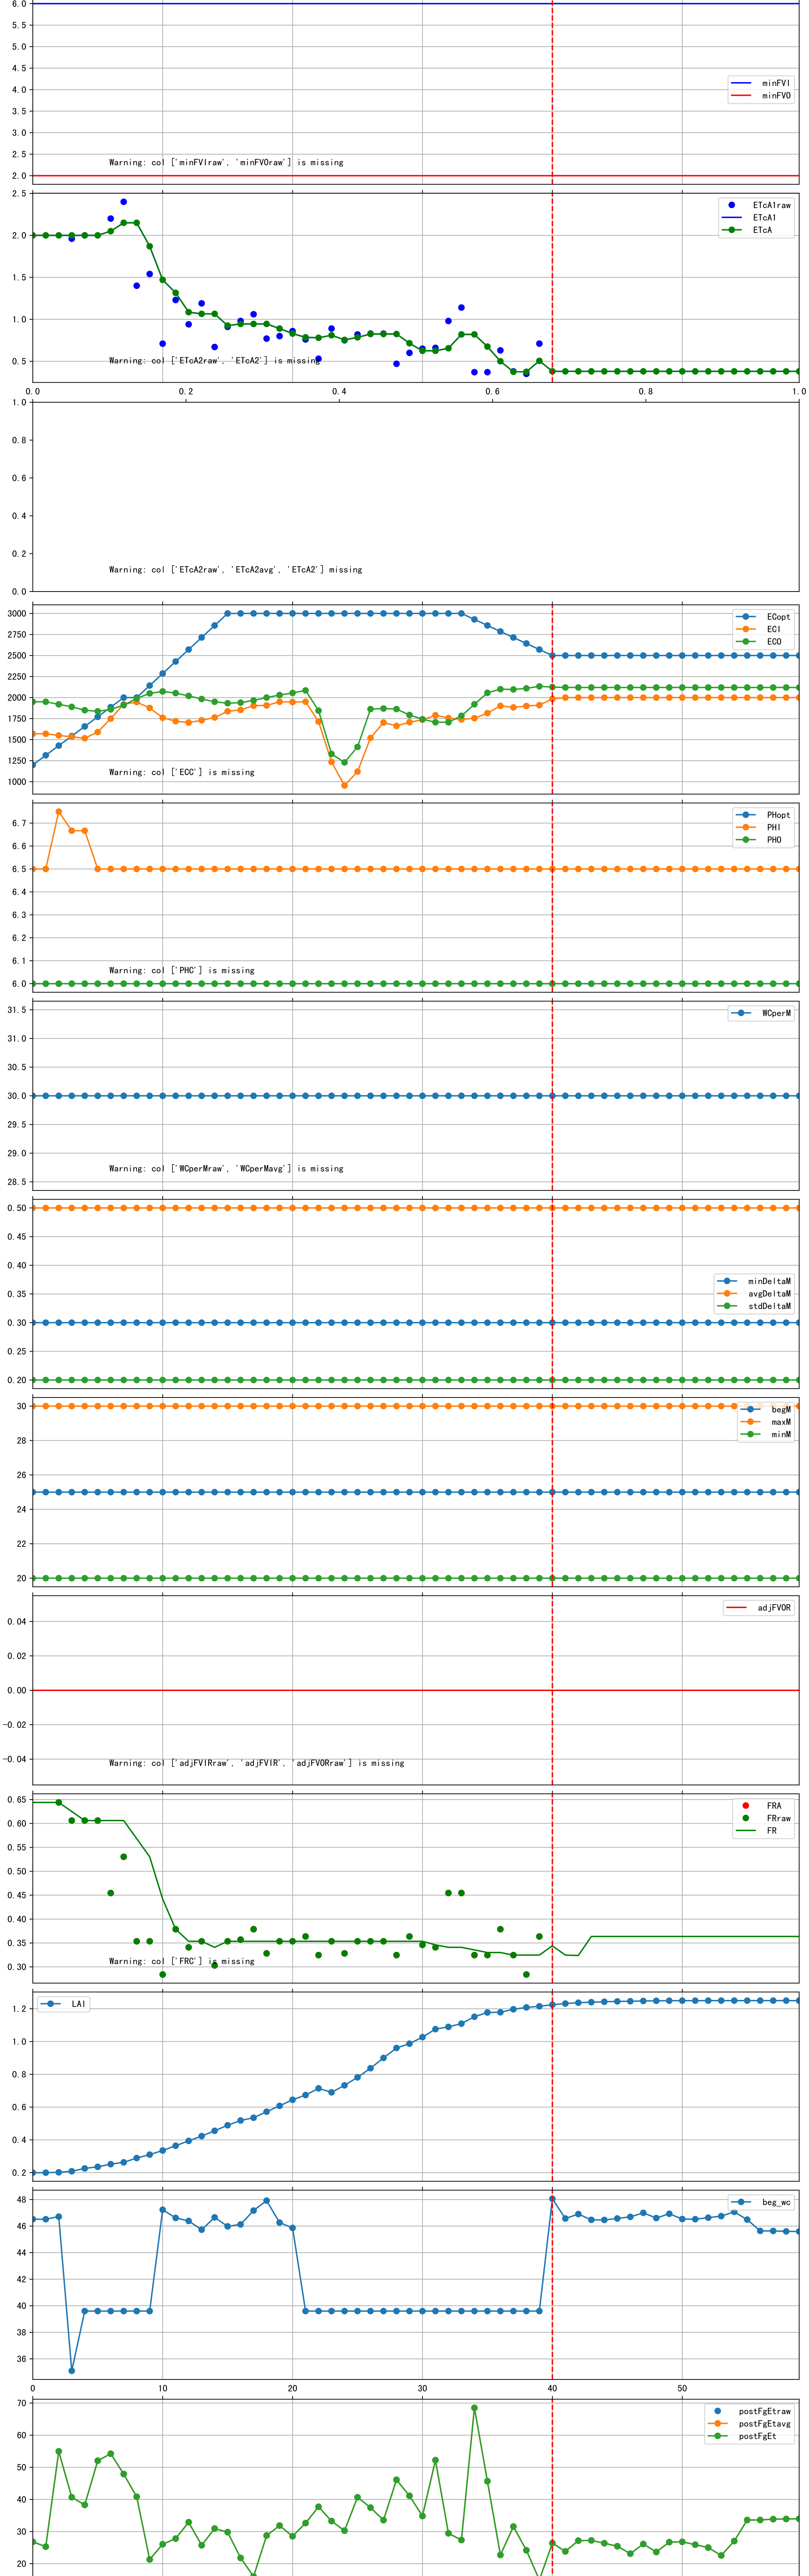 6.0
5.5
5.0
4.5
4.0
3.5
3.0
2.5
2.0
minFVI
minFVO
Warning: col ['minFVIraw', 'minFVOraw'] is missing
2.5
2.0
1.5
1.0
0.5
ETcA1raw
ETcA1
ETcA
Warning: col ['ETcA2raw', 'ETcA2'] is missing
0.0 0.2 0.4 0.6 0.8 1.0
1.0
0.8
0.6
0.4
0.2
0.0
Warning: col ['ETcA2raw', 'ETcA2avg', 'ETcA2'] missing
3000
2750
2500
2250
2000
1750
1500
1250
1000
ECopt
ECI
ECO
Warning: col ['ECC'] is missing
6.7
6.6
6.5
6.4
6.3
6.2
6.1
6.0
PHopt
PHI
PHO
Warning: col ['PHC'] is missing
31.5
31.0
30.5
30.0
29.5
29.0
28.5
WCperM
Warning: col ['WCperMraw', 'WCperMavg'] is missing
0.50
0.45
0.40
0.35
0.30
0.25
0.20
minDeltaM
avgDeltaM
stdDeltaM
30
28
26
24
22
20
begM
maxM
minM
0.04
0.02
0.00
−0.02
−0.04
adjFVOR
Warning: col ['adjFVIRraw', 'adjFVIR', 'adjFVORraw'] is missing
0.65
0.60
0.55
0.50
0.45
0.40
0.35
0.30
FRA
FRraw
FR
Warning: col ['FRC'] is missing
1.2
1.0
0.8
0.6
0.4
0.2
LAI
48
46
44
42
40
38
36
beg_wc
0 10 20 30 40 50
70
60
50
40
30
20
postFgEtraw
postFgEtavg
postFgEt